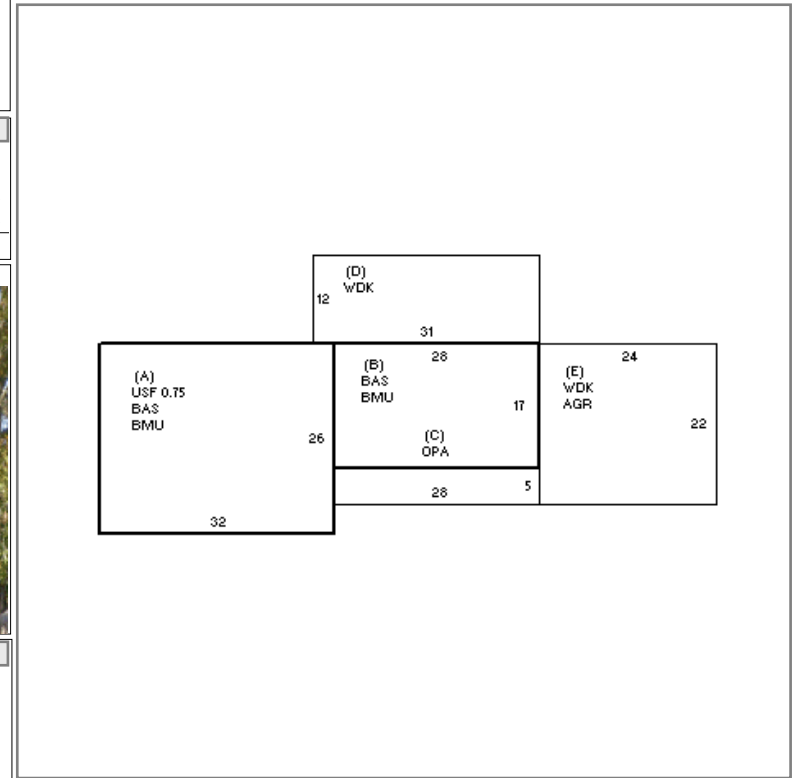 (D)
WDK
12
31
(A)
USF 0.75
BAS
BMU
26
32
28
(B)
BAS
BMU
17
(C)
OPA
28
5
24
(E)
WDK
AGR
22